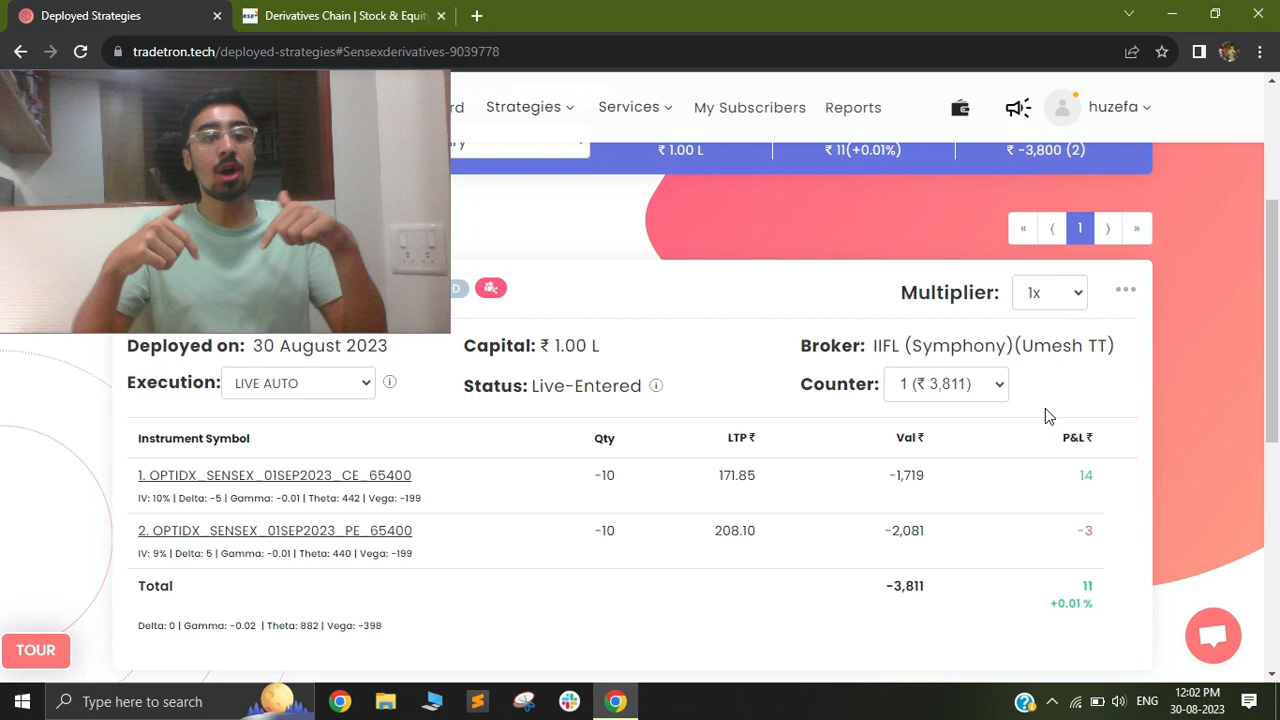 Deployed Strategies
Derivatives Chain | Stock & Equity
tradetron.tech/deployed-strategies#Sensexderivatives-9039778
Strategies
Services
My Subscribers
Reports
huzefa
₹ 1.00 L
₹ 11(+0.01%)
₹ -3,800 (2)
« ⟨ 1 ⟩ »
D
Multiplier: 1x
Deployed on: 30 August 2023
Capital: ₹ 1.00 L
Broker: IIFL (Symphony)(Umesh TT)
Execution: LIVE AUTO
Status: Live-Entered
Counter: 1 (₹ 3,811)
Instrument Symbol Qty LTP ₹ Val ₹ P&L ₹
1. OPTIDX_SENSEX_01SEP2023_CE_65400 -10 171.85 -1,719 14
IV: 10% | Delta: -5 | Gamma: -0.01 | Theta: 442 | Vega: -199
2. OPTIDX_SENSEX_01SEP2023_PE_65400 -10 208.10 -2,081 -3
IV: 9% | Delta: 5 | Gamma: -0.01 | Theta: 440 | Vega: -199
Total -3,811 11
+0.01 %
Delta: 0 | Gamma: -0.02 | Theta: 882 | Vega: -398
TOUR
Type here to search
ENG
12:02 PM
30-08-2023